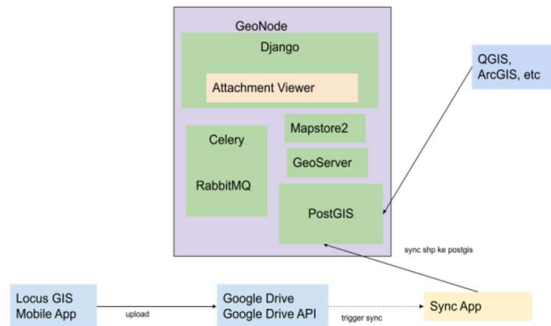 GeoNode
Django
Attachment Viewer
QGIS,
ArcGIS, etc
Mapstore2
Celery
GeoServer
RabbitMQ
PostGIS
sync shp ke postgis
Locus GIS
Mobile App
upload
Google Drive
Google Drive API
trigger sync
Sync App